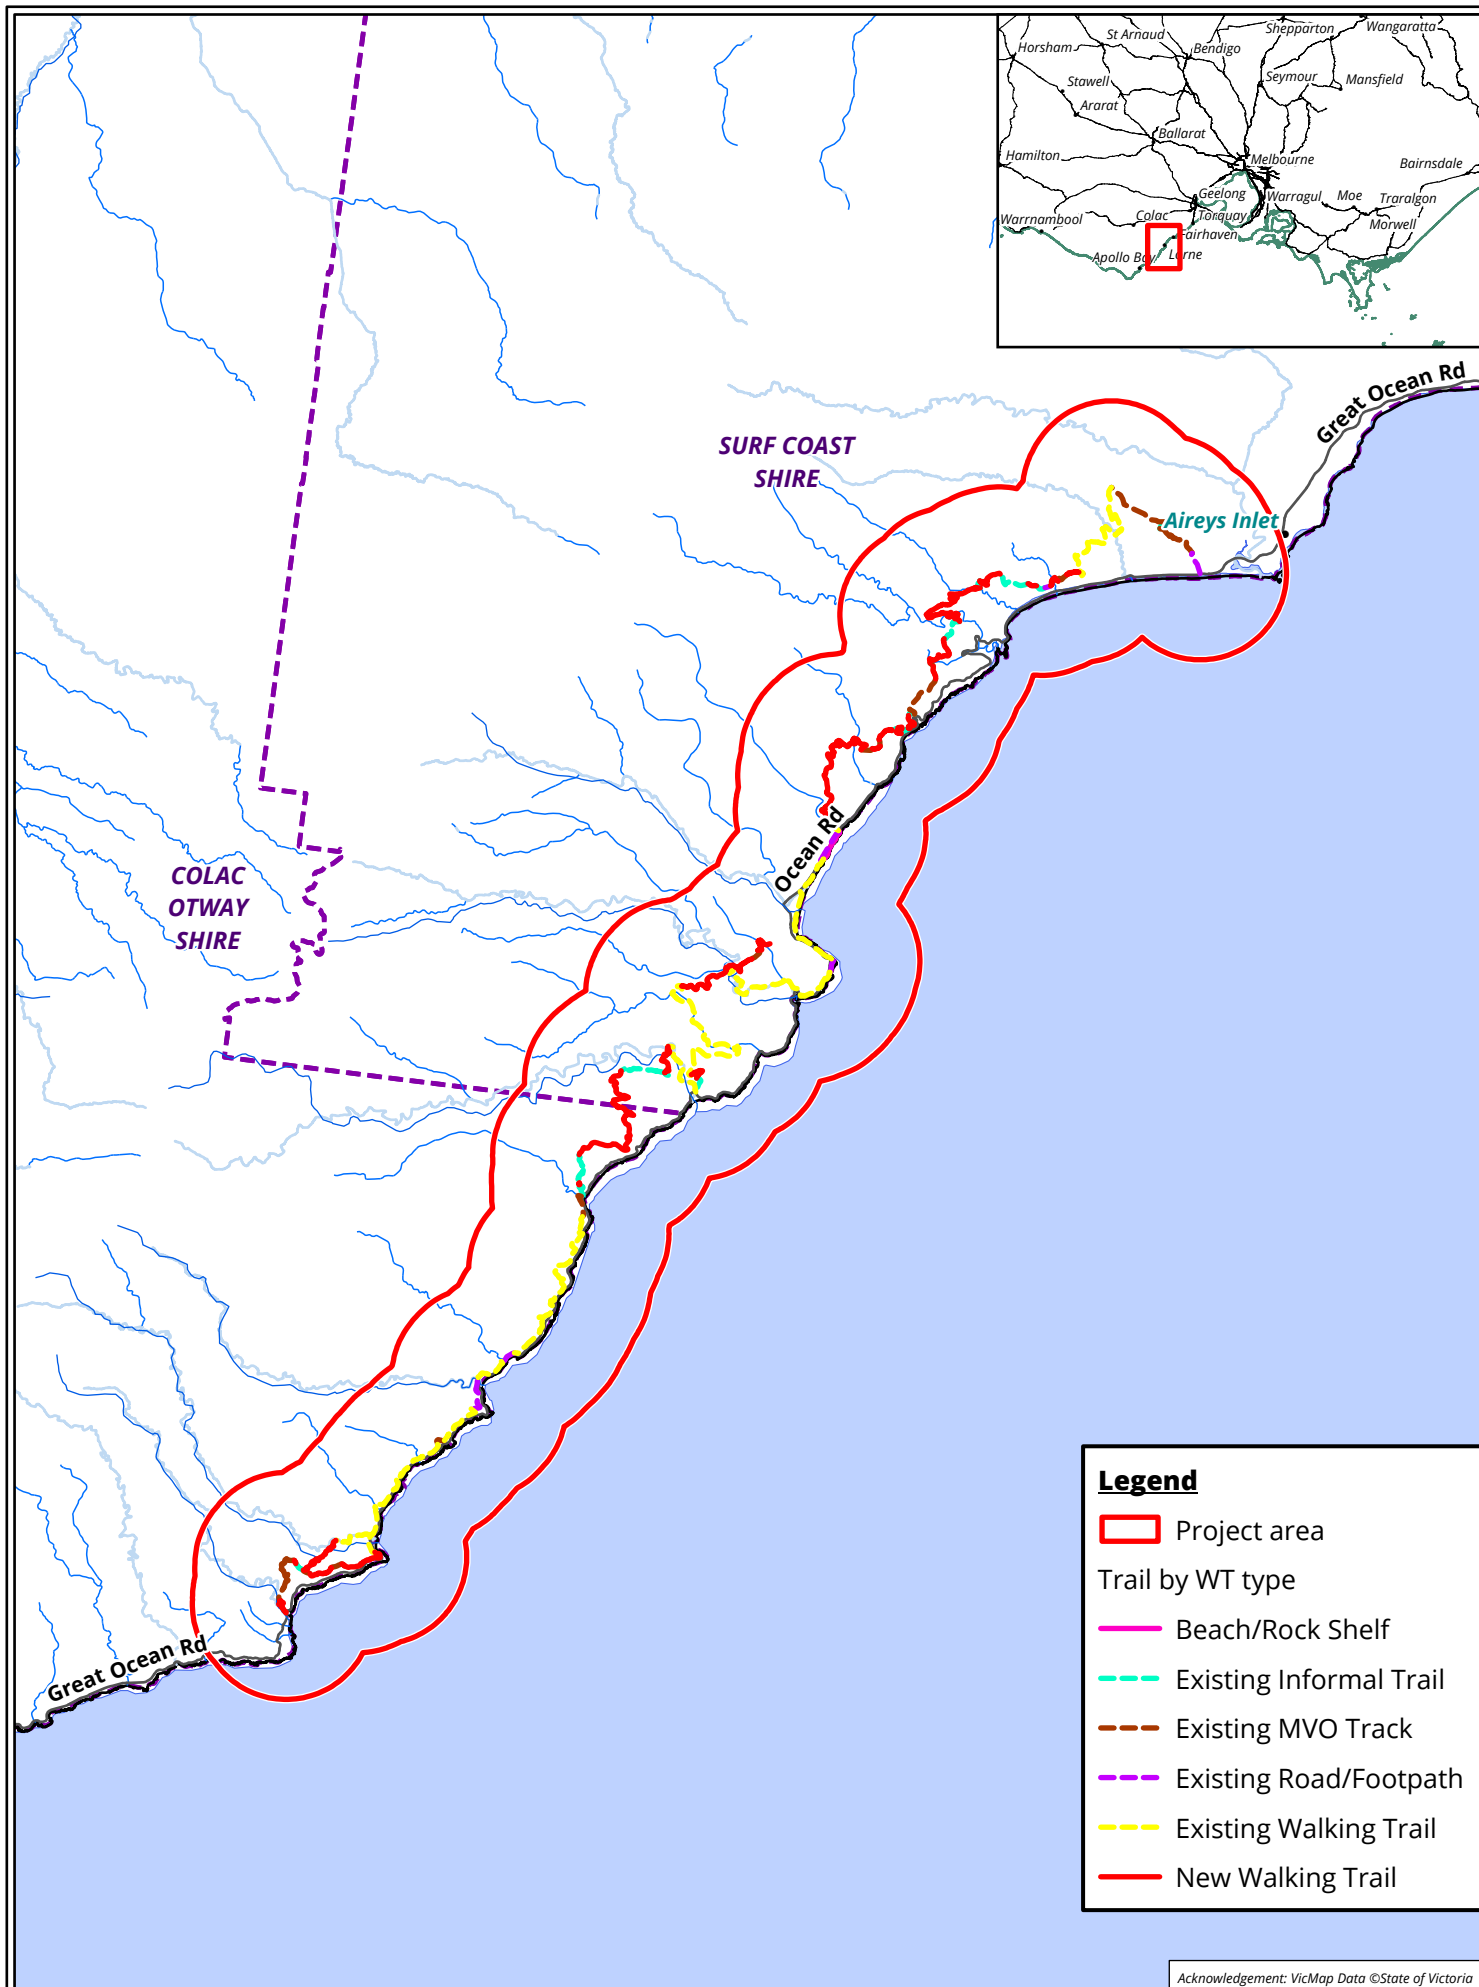 Shepparton
Wangaratta
St Arnaud
Horsham
Bendigo
Stawell
Seymour
Mansfield
Ararat
Ballarat
Hamilton
Melbourne
Bairnsdale
Geelong
Warragul
Moe
Traralgon
Warrnambool
Colac
Torquay
Morwell
Fairhaven
Apollo Bay
Lorne
Great Ocean Rd
SURF COAST
SHIRE
Aireys Inlet
Ocean Rd
COLAC
OTWAY
SHIRE
Great Ocean Rd
Legend
Project area
Trail by WT type
Beach/Rock Shelf
Existing Informal Trail
Existing MVO Track
Existing Road/Footpath
Existing Walking Trail
New Walking Trail
Acknowledgement: VicMap Data ©State of Victoria